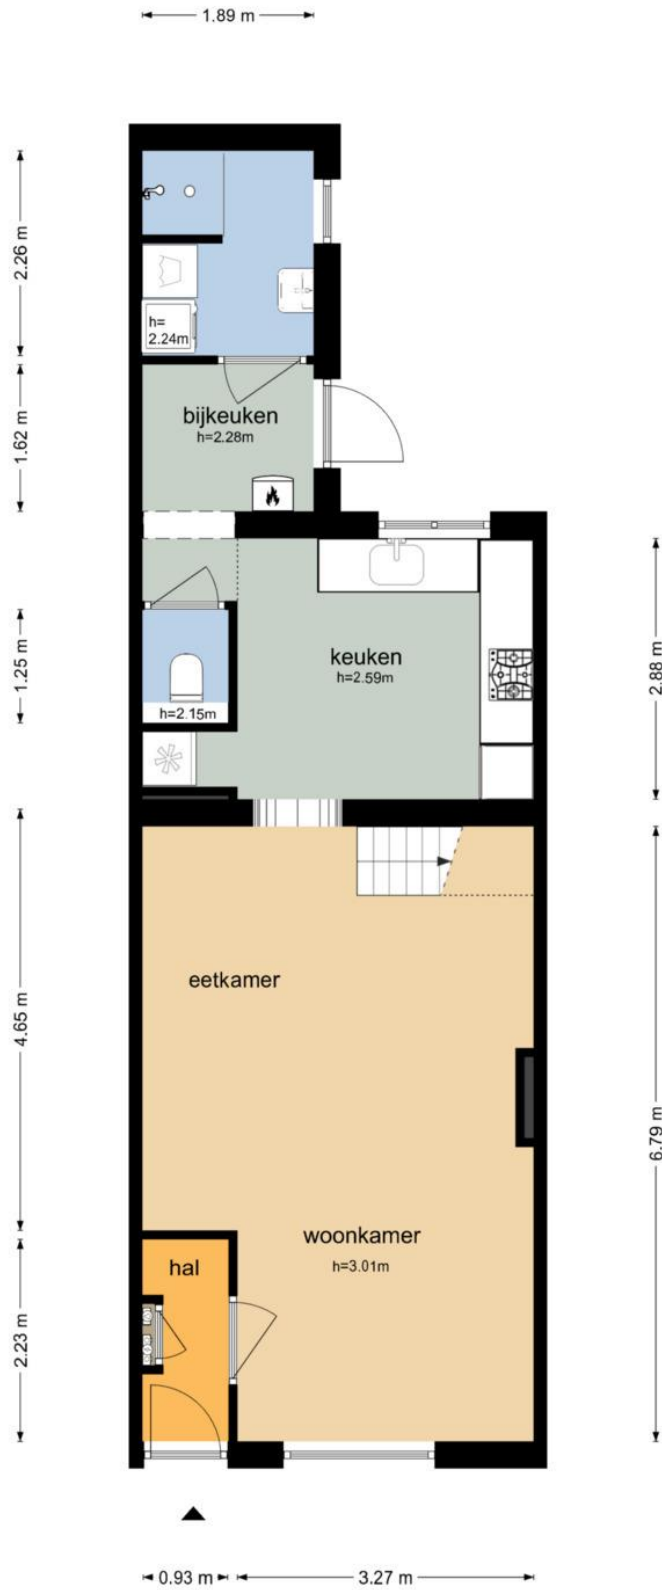 1.89 m
2.26 m
h=
2.24m
1.62 m
bijkeuken
h=2.28m
1.25 m
h=2.15m
keuken
h=2.59m
2.88 m
4.65 m
eetkamer
6.79 m
woonkamer
h=3.01m
2.23 m
hal
0.93 m
3.27 m